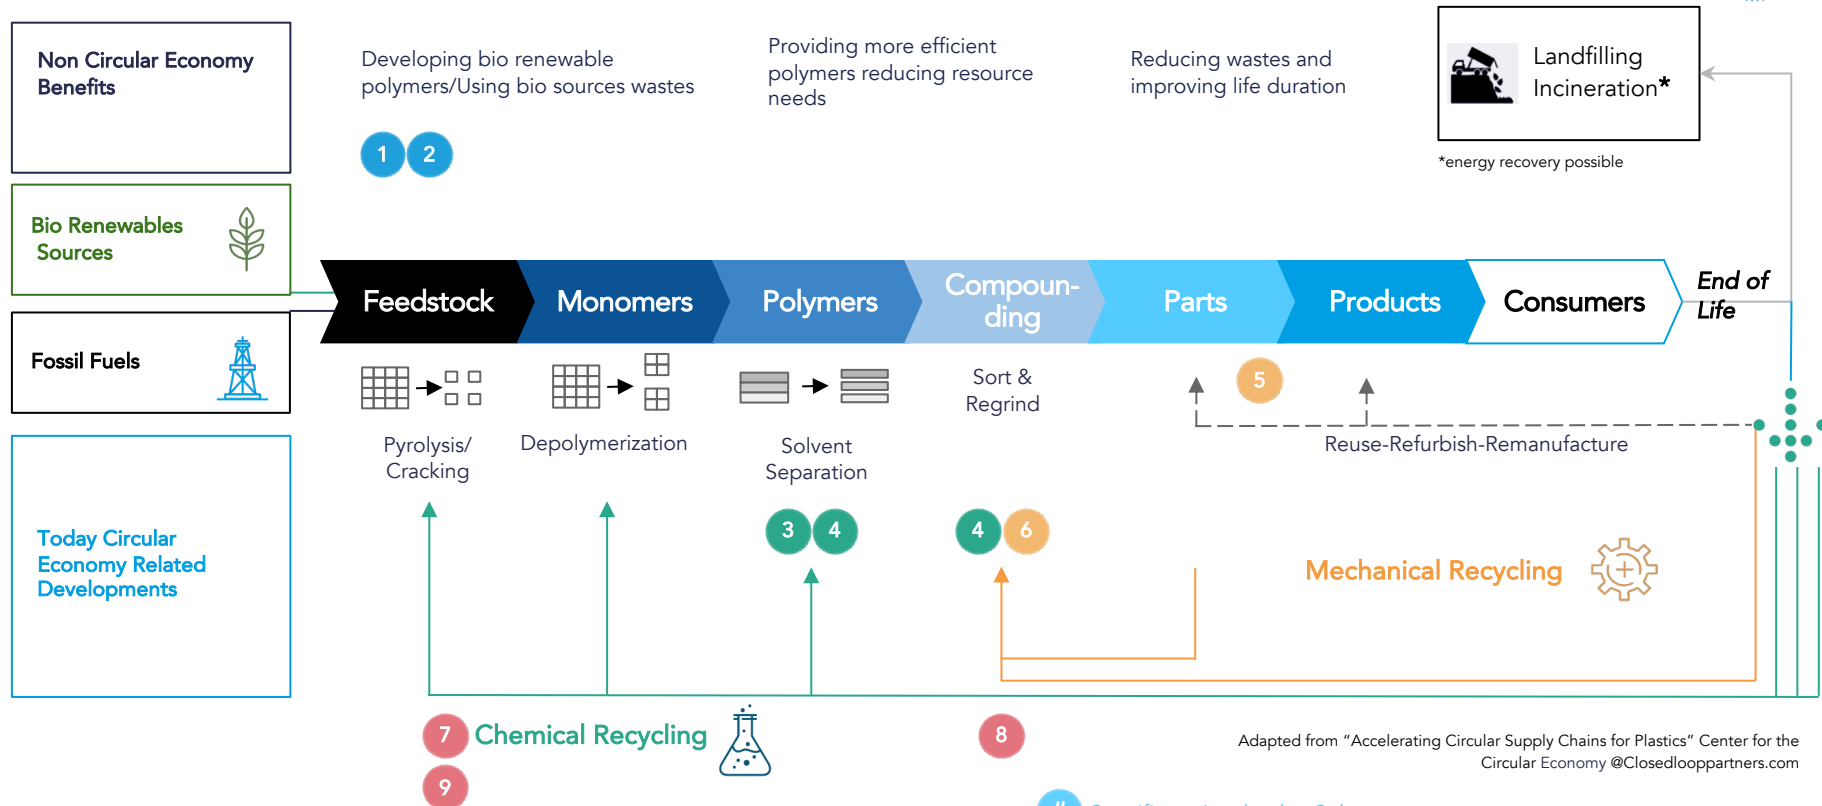 Non Circular Economy
Benefits
Developing bio renewable
polymers/Using bio sources wastes
Providing more efficient
polymers reducing resource
needs
Reducing wastes and
improving life duration
Landfilling
Incineration*
*energy recovery possible
1
2
Bio Renewables
Sources
Fossil Fuels
Feedstock
Monomers
Polymers
Compoun-
ding
Parts
Products
Consumers
End of
Life
Pyrolysis/
Cracking
Depolymerization
Solvent
Separation
Sort &
Regrind
5
Reuse-Refurbish-Remanufacture
Today Circular
Economy Related
Developments
3
4
4
6
Mechanical Recycling
7
Chemical Recycling
8
9
Adapted from “Accelerating Circular Supply Chains for Plastics” Center for the
Circular Economy @Closedlooppartners.com
#